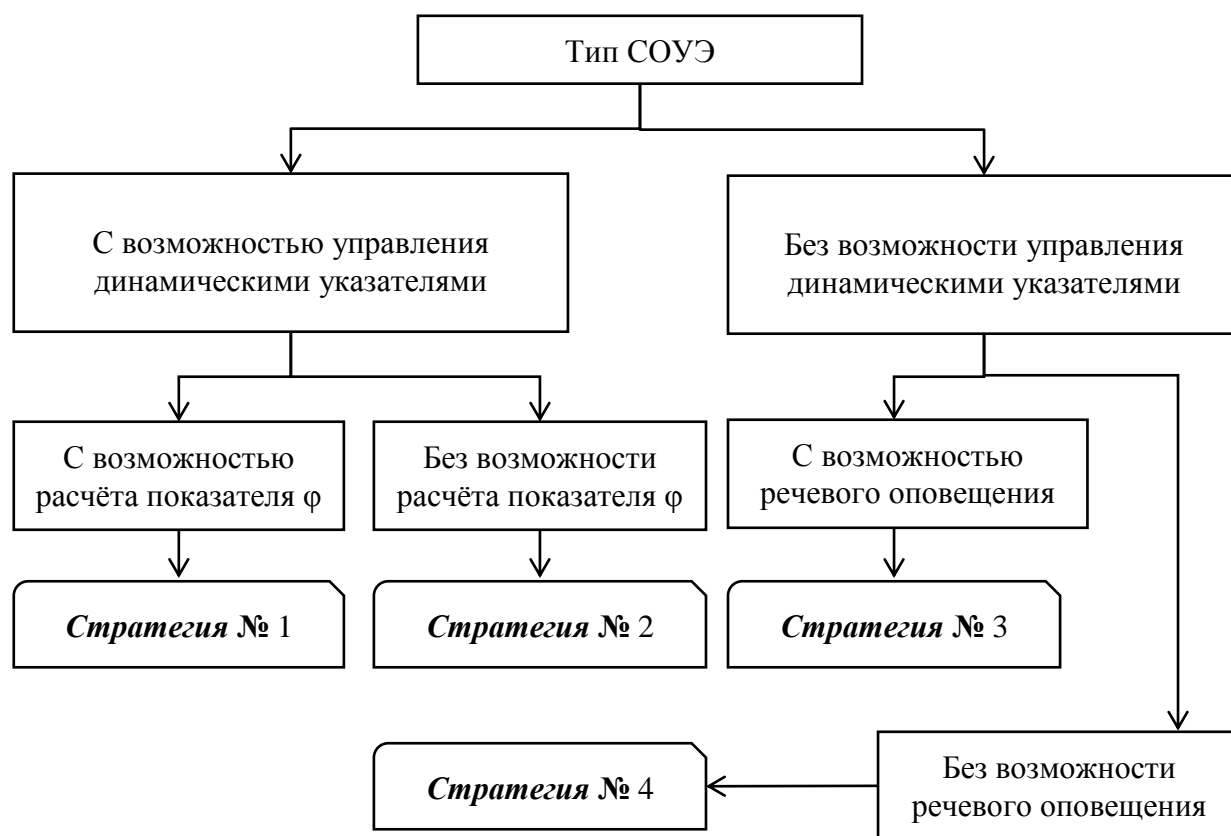 Тип СОУЭ
С возможностью управления
динамическими указателями
Без возможности управления
динамическими указателями
С возможностью
расчёта показателя φ
Без возможности
расчёта показателя φ
С возможностью
речевого оповещения
Стратегия № 1
Стратегия № 2
Стратегия № 3
Стратегия № 4
Без возможности
речевого оповещения